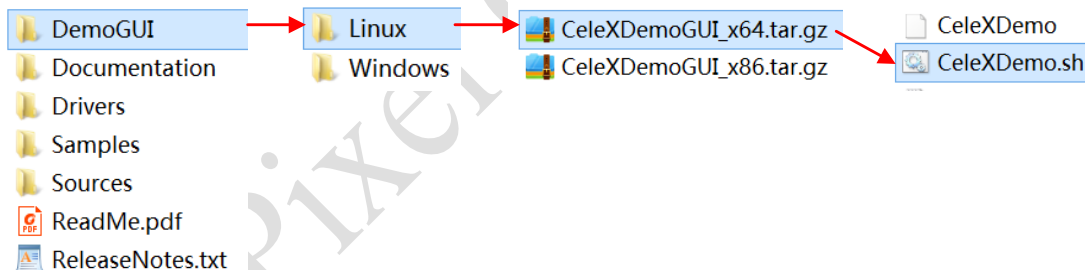 DemoGUI
Documentation
Drivers
Samples
Sources
ReadMe.pdf
ReleaseNotes.txt
Linux
Windows
CeleXDemoGUI_x64.tar.gz
CeleXDemoGUI_x86.tar.gz
CeleXDemo
CeleXDemo.sh
Pixel